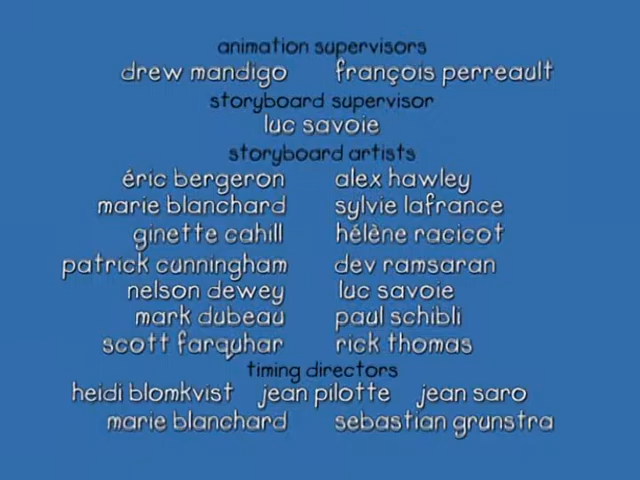 animation supervisors
drew mandigo françois perreault
storyboard supervisor
luc savoie
storyboard artists
éric bergeron alex hawley
marie blanchard sylvie lafrance
ginette cahill hélène racicot
patrick cunningham dev ramsaran
nelson dewey luc savoie
mark dubeau paul schibli
scott farquhar rick thomas
timing directors
heidi blomkvist jean pilotte jean saro
marie blanchard sebastian grunstra